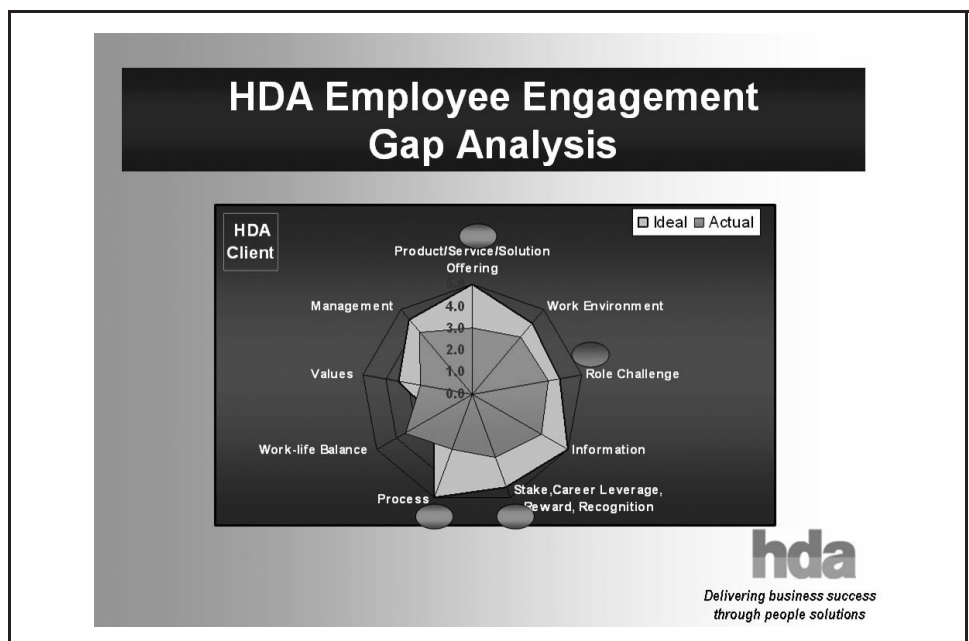 HDA Employee Engagement
Gap Analysis
HDA
Client
Ideal Actual
Product/Service/Solution
Offering
5.0
4.0
3.0
2.0
1.0
0.0
Management
Work Environment
Values
Role Challenge
Work-life Balance
Information
Process
Stake,Career Leverage,
Reward, Recognition
hda
Delivering business success
through people solutions